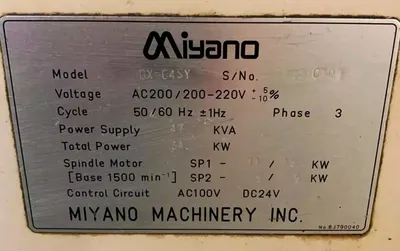 Miyano
Model S/No.
Voltage AC200/200-220V +5 -10 %
Cycle 50/60 Hz ±1Hz Phase 3
Power Supply KVA
Total Power KW
Spindle Motor SP1 - / KW
[Base 1500 min⁻¹] SP2 - / KW
Control Circuit AC100V DC24V
MIYANO MACHINERY INC.